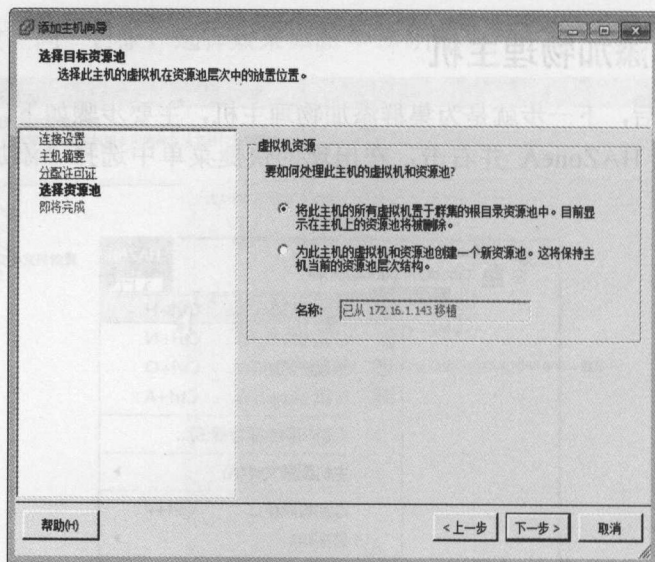 添加主机向导
选择目标资源池
选择此主机的虚拟机在资源池层次中的放置位置。
连接设置
主机摘要
分配许可证
选择资源池
即将完成
虚拟机资源
要如何处理此主机的虚拟机和资源池?
将此主机的所有虚拟机置于群集的根目录资源池中。目前显
示在主机上的资源池将被删除。
为此主机的虚拟机和资源池创建一个新资源池。这将保持主
机当前的资源池层次结构。
名称: 已从 172.16.1.143 移植
帮助(H)
<上一步
下一步>
取消